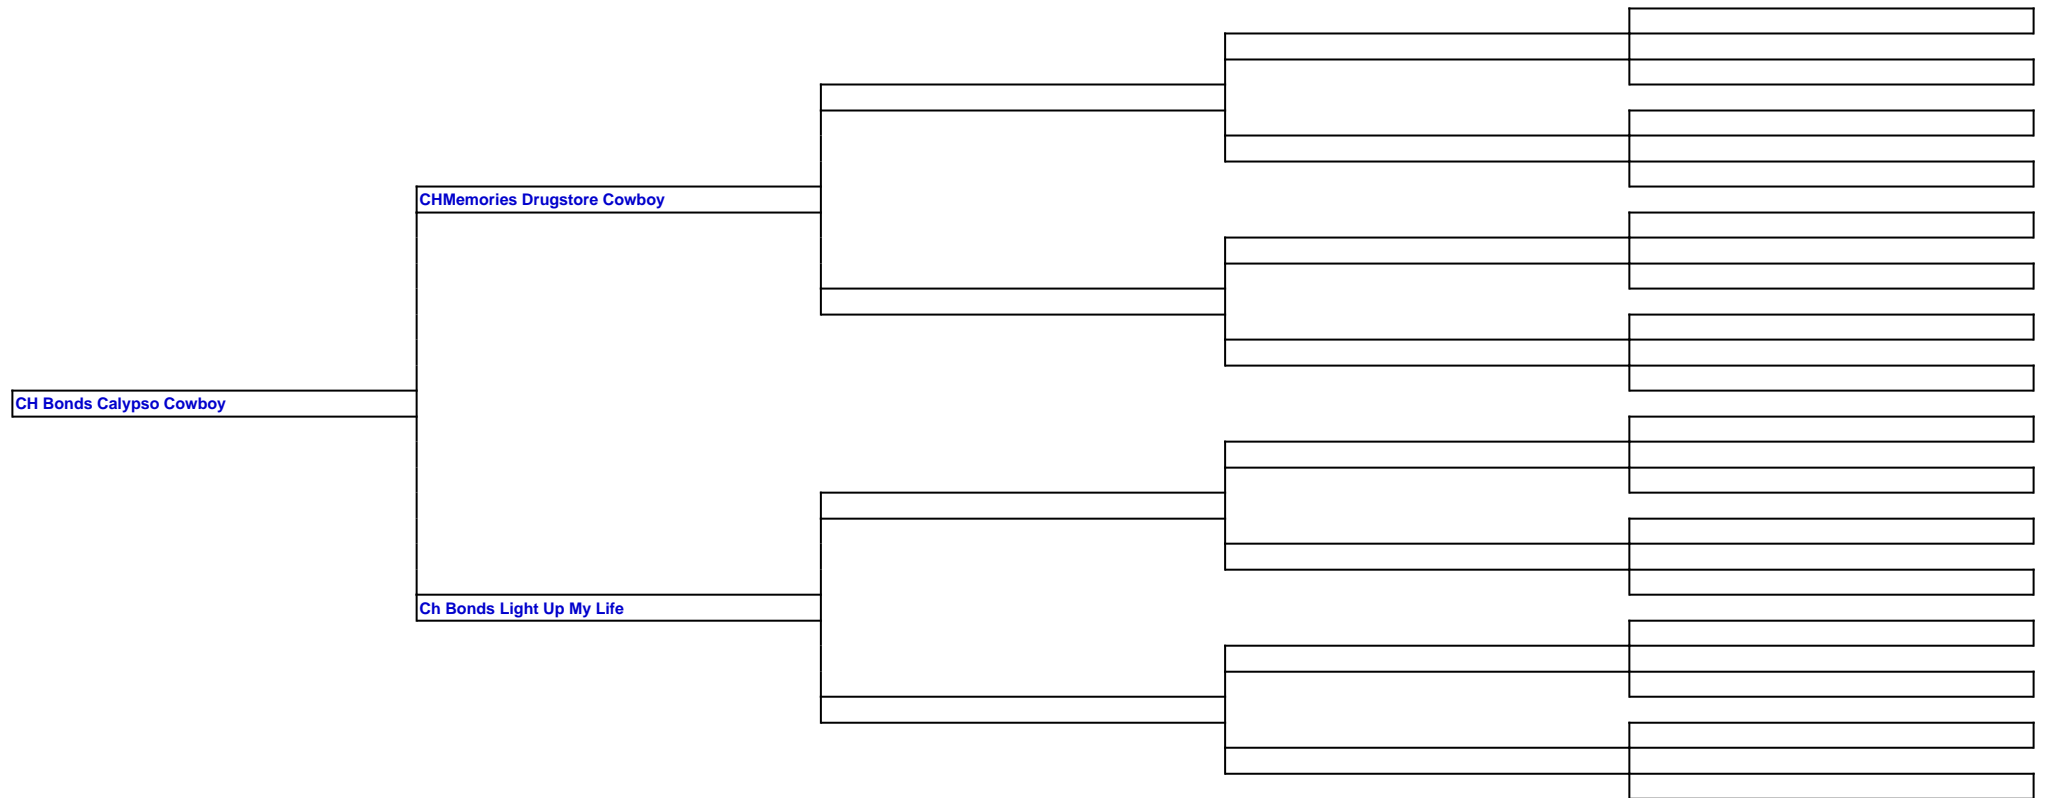 CHMemories Drugstore Cowboy
CH Bonds Calypso Cowboy
Ch Bonds Light Up My Life